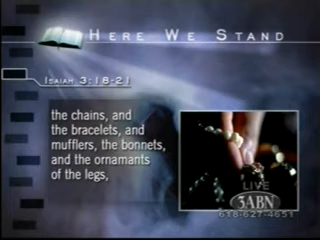 HERE WE STAND
ISAIAH 3:18-21
the chains, and
the bracelets, and
mufflers, the bonnets,
and the ornaments
of the legs,
LIVE
3ABN
618-627-4651